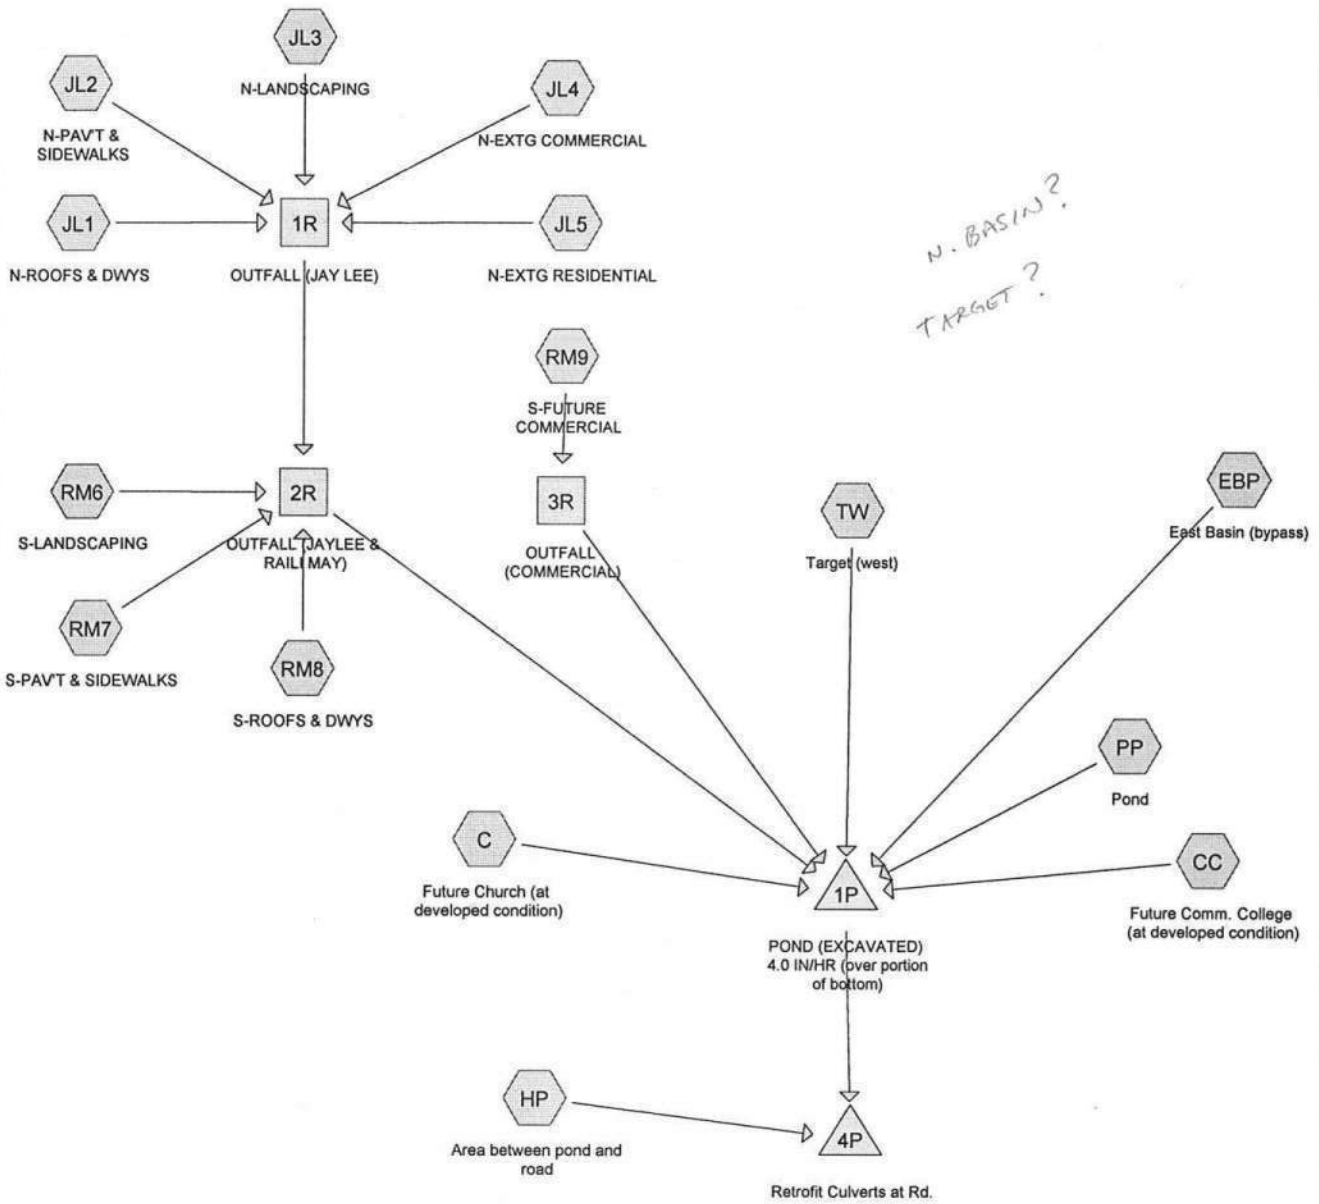 JL3
N-LANDSCAPING
JL2
N-PAV'T &
SIDEWALKS
JL4
N-EXTG COMMERCIAL
JL1
N-ROOFS & DWYS
1R
OUTFALL (JAY LEE)
JL5
N-EXTG RESIDENTIAL
N. BASIN?
TARGET?
RM9
S-FUTURE
COMMERCIAL
RM6
S-LANDSCAPING
2R
OUTFALL (JAYLEE &
RAILI MAY)
3R
OUTFALL
(COMMERCIAL)
TW
Target (west)
EBP
East Basin (bypass)
RM7
S-PAV'T & SIDEWALKS
RM8
S-ROOFS & DWYS
PP
Pond
C
Future Church (at
developed condition)
1P
POND (EXCAVATED)
4.0 IN/HR (over portion
of bottom)
CC
Future Comm. College
(at developed condition)
HP
Area between pond and
road
4P
Retrofit Culverts at Rd.